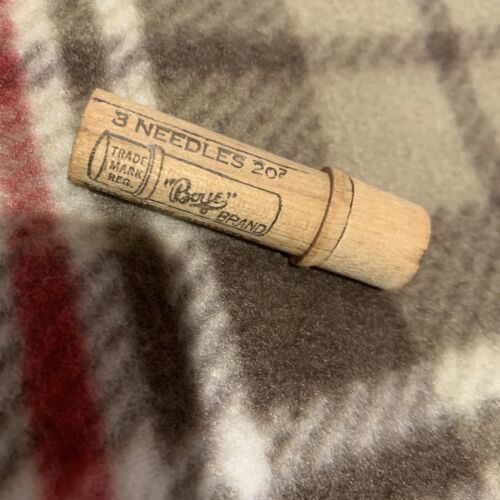 3 NEEDLES 20¢
TRADE
MARK
REG.
"Boye"
BRAND